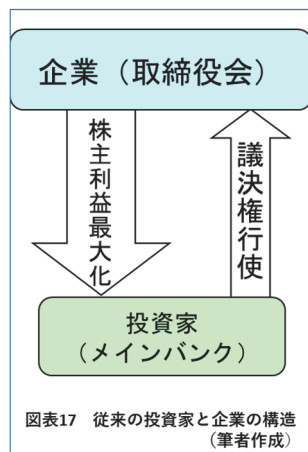 企業（取締役会）
株主利益最大化
議決権行使
投資家
（メインバンク）
図表17　従来の投資家と企業の構造
（筆者作成）